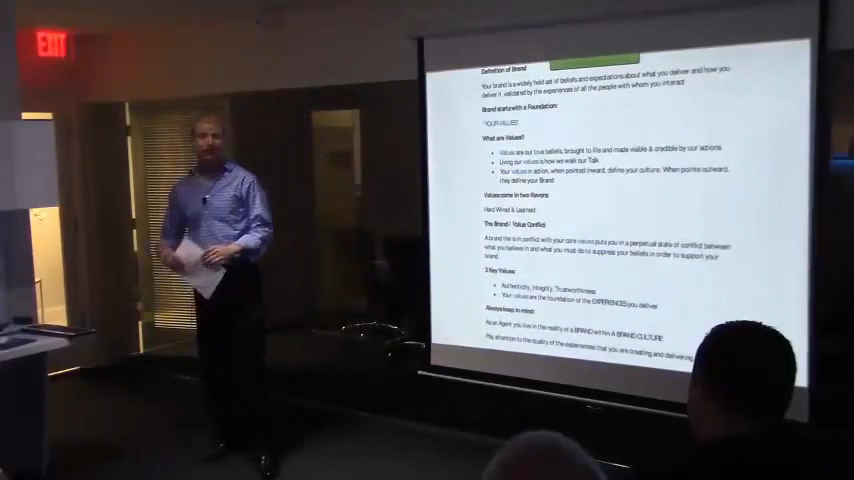 EXIT
Definition of Brand
Your brand is a widely held set of beliefs and expectations about what you deliver and how you
deliver it, validated by the experiences of all the people with whom you interact
Brand starts with a Foundation:
"YOUR VALUES"
What are Values?
• Values are our true beliefs, brought to life and made visible & credible by our actions
• Living our values is how we walk our Talk
• Your values in action, when pointed inward, define your culture: When pointe outward,
they define your Brand
Values come in two flavors:
Hard Wired & Learned
The Brand / Value Conflict.
A brand the is in conflict with your core values puts you in a perpetual state of conflict between
what you believe in and what you must do to suppress your beliefs in order to support your
brand
3 Key Values:
• Authenticity, Integrity, Trustworthiness
• Your values are the foundation of the EXPERIENCES you deliver
Always keep in mind:
As an Agent you live in the reality of a BRAND within A BRAND CULTURE
Pay attention to the quality of the experiences that you are creating and delivering